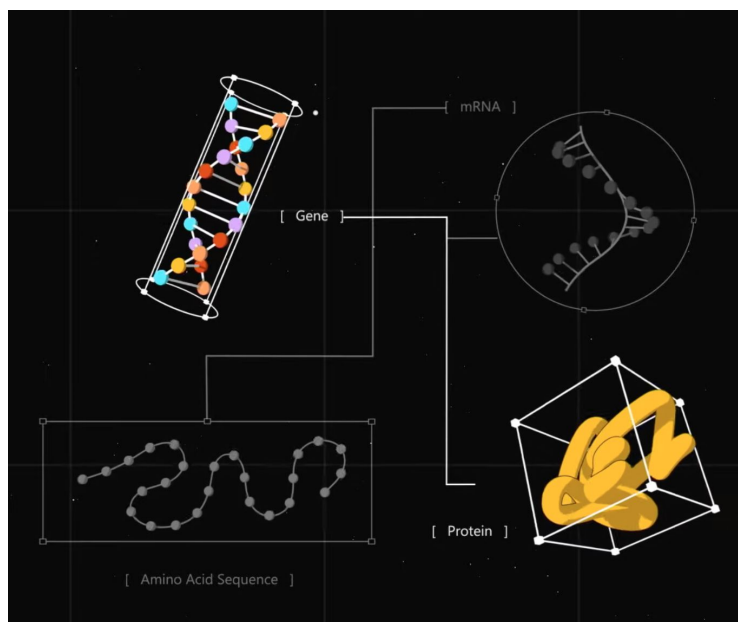 [ mRNA ]
[ Gene ]
[ Protein ]
[ Amino Acid Sequence ]